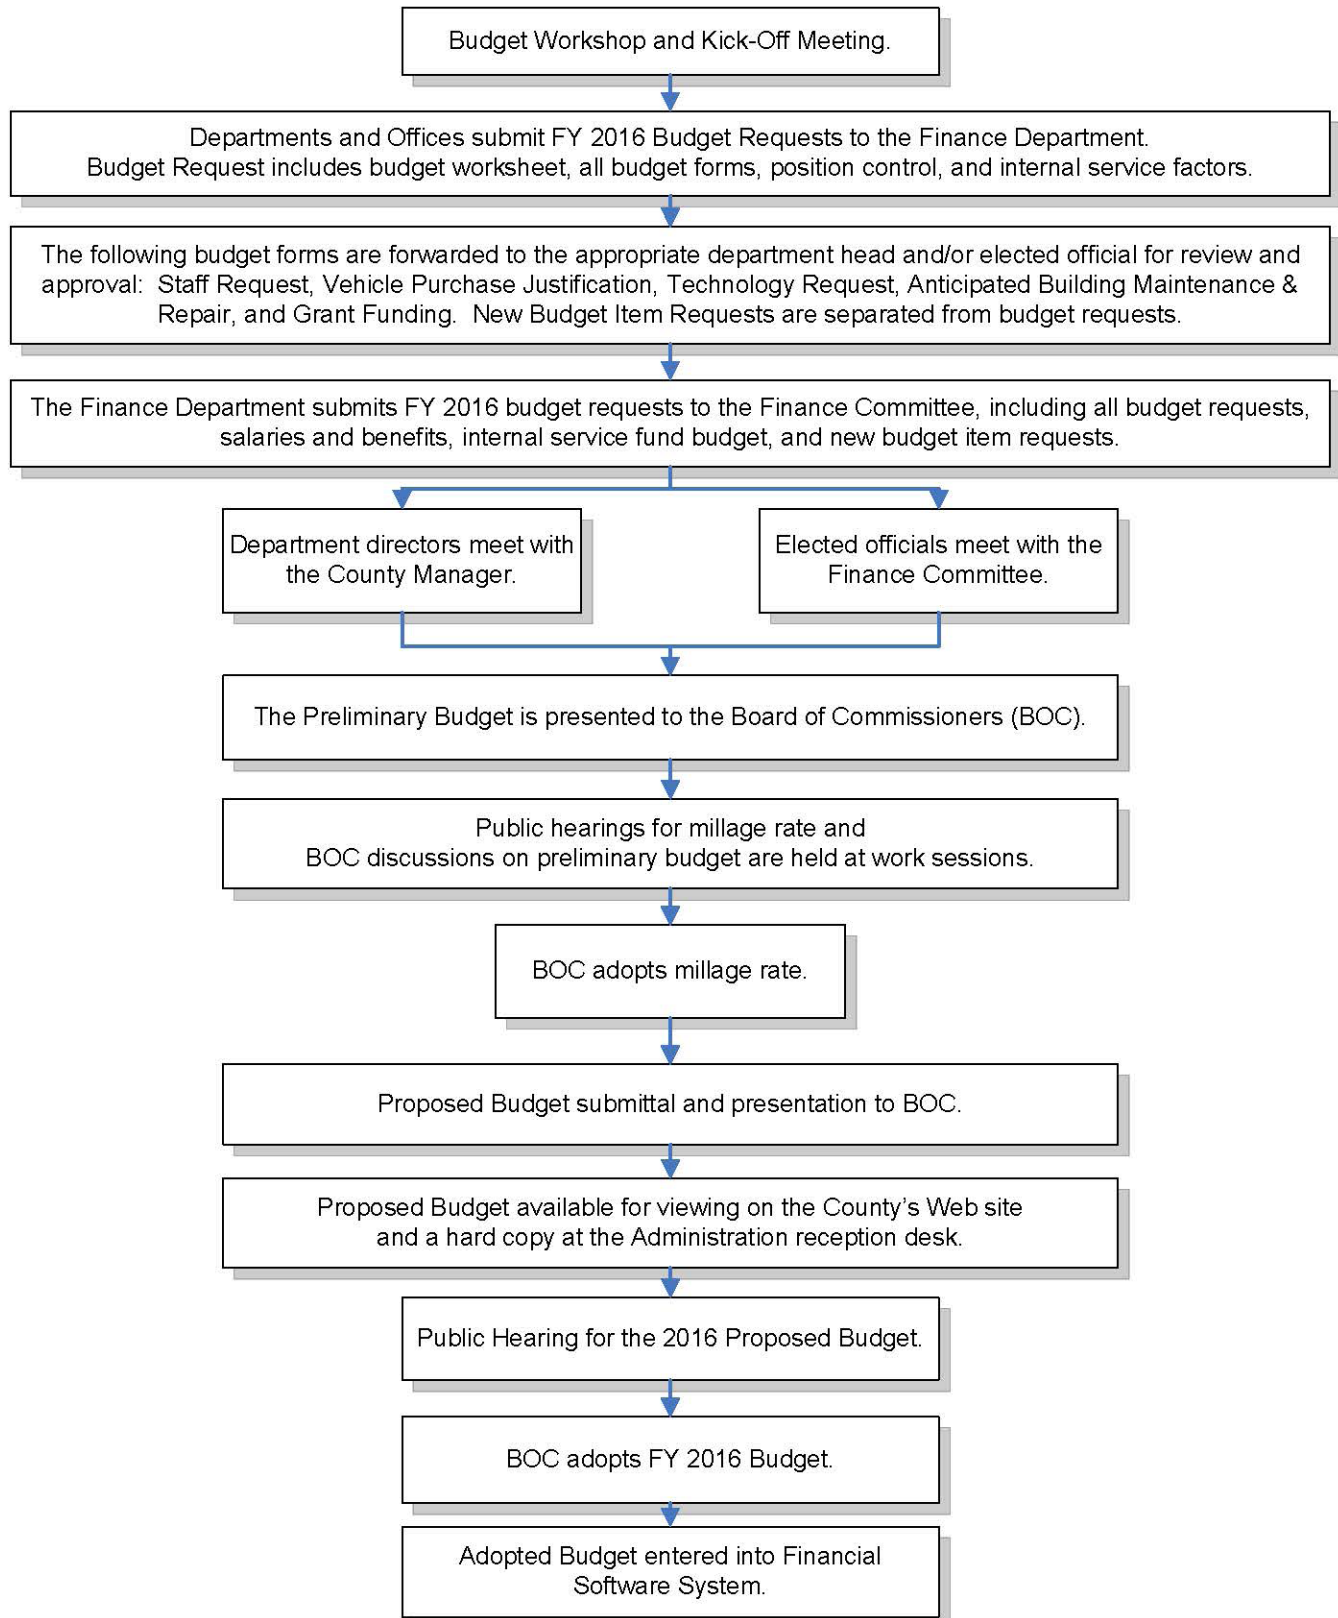 Budget Workshop and Kick-Off Meeting.
Departments and Offices submit FY 2016 Budget Requests to the Finance Department.
Budget Request includes budget worksheet, all budget forms, position control, and internal service factors.
The following budget forms are forwarded to the appropriate department head and/or elected official for review and
approval:  Staff Request, Vehicle Purchase Justification, Technology Request, Anticipated Building Maintenance &
Repair, and Grant Funding.  New Budget Item Requests are separated from budget requests.
The Finance Department submits FY 2016 budget requests to the Finance Committee, including all budget requests,
salaries and benefits, internal service fund budget, and new budget item requests.
Department directors meet with
the County Manager.
Elected officials meet with the
Finance Committee.
The Preliminary Budget is presented to the Board of Commissioners (BOC).
Public hearings for millage rate and
BOC discussions on preliminary budget are held at work sessions.
BOC adopts millage rate.
Proposed Budget submittal and presentation to BOC.
Proposed Budget available for viewing on the County’s Web site
and a hard copy at the Administration reception desk.
Public Hearing for the 2016 Proposed Budget.
BOC adopts FY 2016 Budget.
Adopted Budget entered into Financial
Software System.